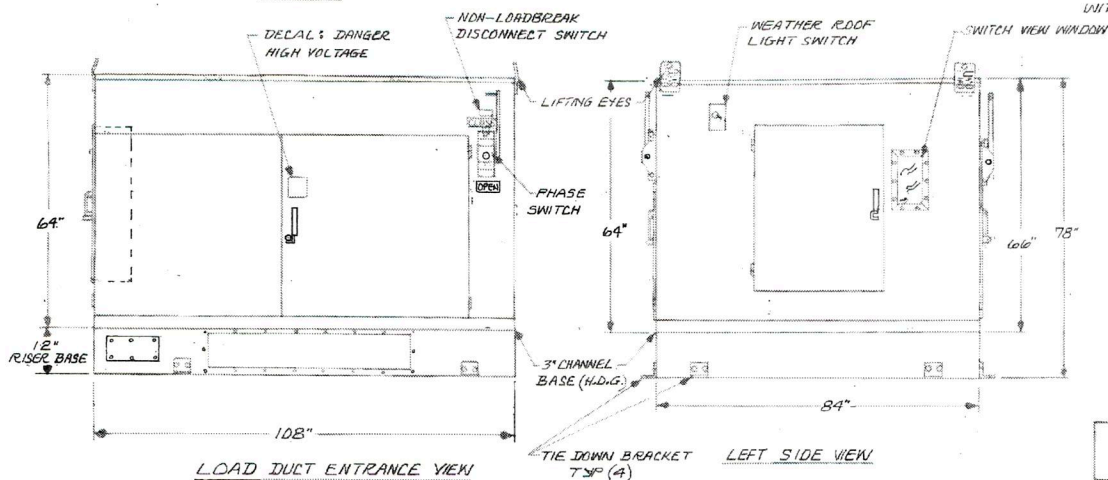 DECAL: DANGER
HIGH VOLTAGE
NON-LOADBREAK
DISCONNECT SWITCH
WEATHER ROOF
LIGHT SWITCH
SWITCH VIEW WINDOW
LIFTING EYES
OPEN
PHASE
SWITCH
64"
64"
66"
78"
12"
RISER BASE
3" CHANNEL
BASE (H.D.G.)
108"
84"
TIE DOWN BRACKET
TYP (4)
LOAD DUCT ENTRANCE VIEW
LEFT SIDE VIEW